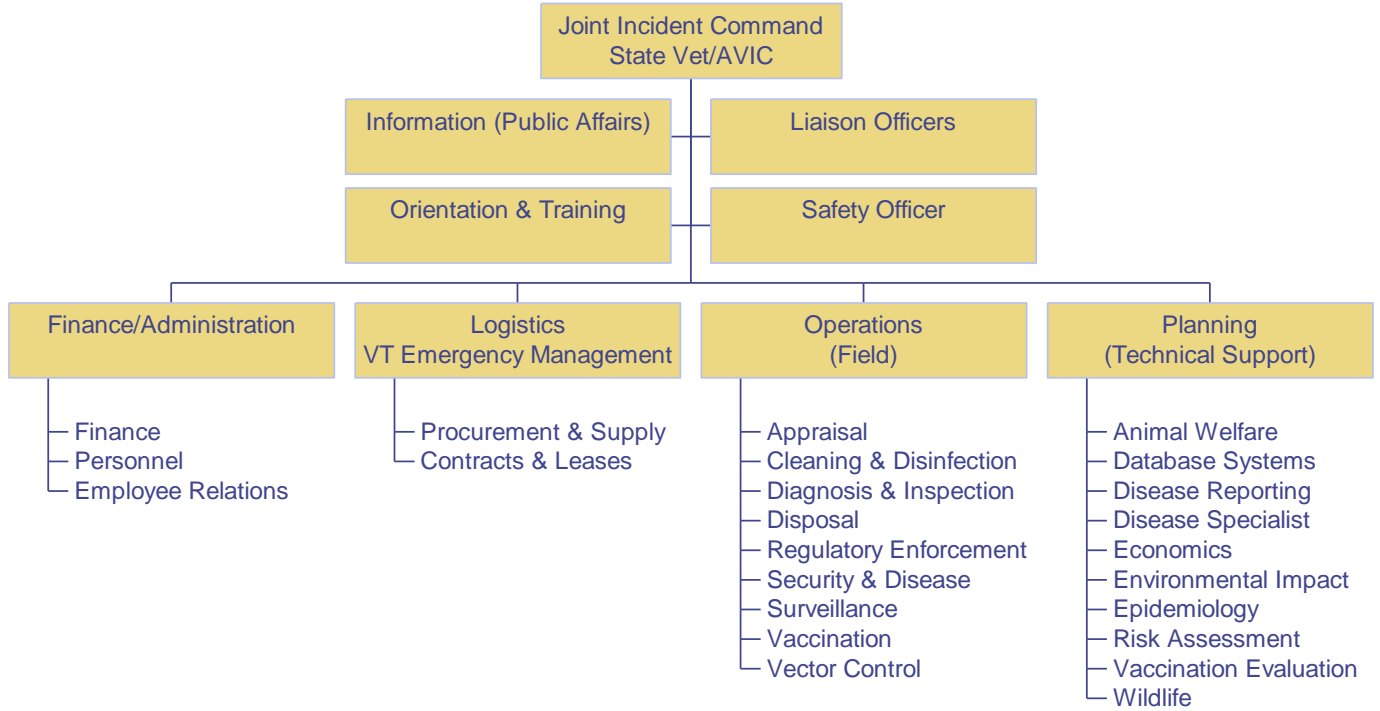 Joint Incident Command
State Vet/AVIC
Information (Public Affairs)
Liaison Officers
Orientation & Training
Safety Officer
Finance/Administration
Logistics
VT Emergency Management
Operations
(Field)
Planning
(Technical Support)
Finance
Personnel
Employee Relations
Procurement & Supply
Contracts & Leases
Appraisal
Cleaning & Disinfection
Diagnosis & Inspection
Disposal
Regulatory Enforcement
Security & Disease
Surveillance
Vaccination
Vector Control
Animal Welfare
Database Systems
Disease Reporting
Disease Specialist
Economics
Environmental Impact
Epidemiology
Risk Assessment
Vaccination Evaluation
Wildlife